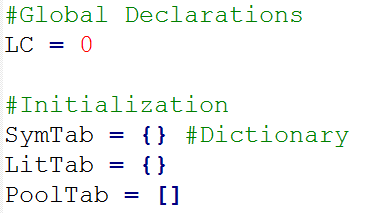 #Global Declarations
LC = 0
#Initialization
SymTab = {} #Dictionary
LitTab = {}
PoolTab = []